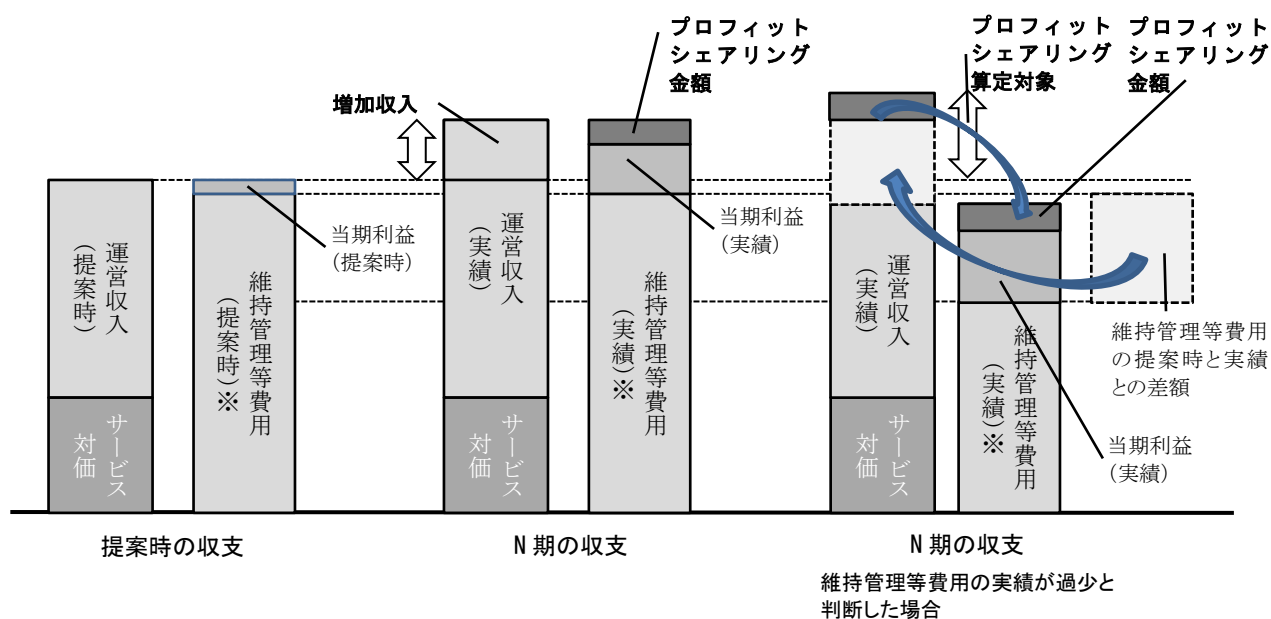 プロフィット
シェアリング
金額
プロフィット
シェアリング
算定対象
プロフィット
シェアリング
金額
増加収入
運営収入
（提案時）
サービス
対価
当期利益
（提案時）
維持管理等費用
（提案時）※
運営収入
（実績）
サービス
対価
当期利益
（実績）
維持管理等費用
（実績）※
運営収入
（実績）
サービス
対価
維持管理等費用
（実績）※
維持管理等費用
の提案時と実績
との差額
当期利益
（実績）
提案時の収支
N 期の収支
N 期の収支
維持管理等費用の実績が過少と
判断した場合